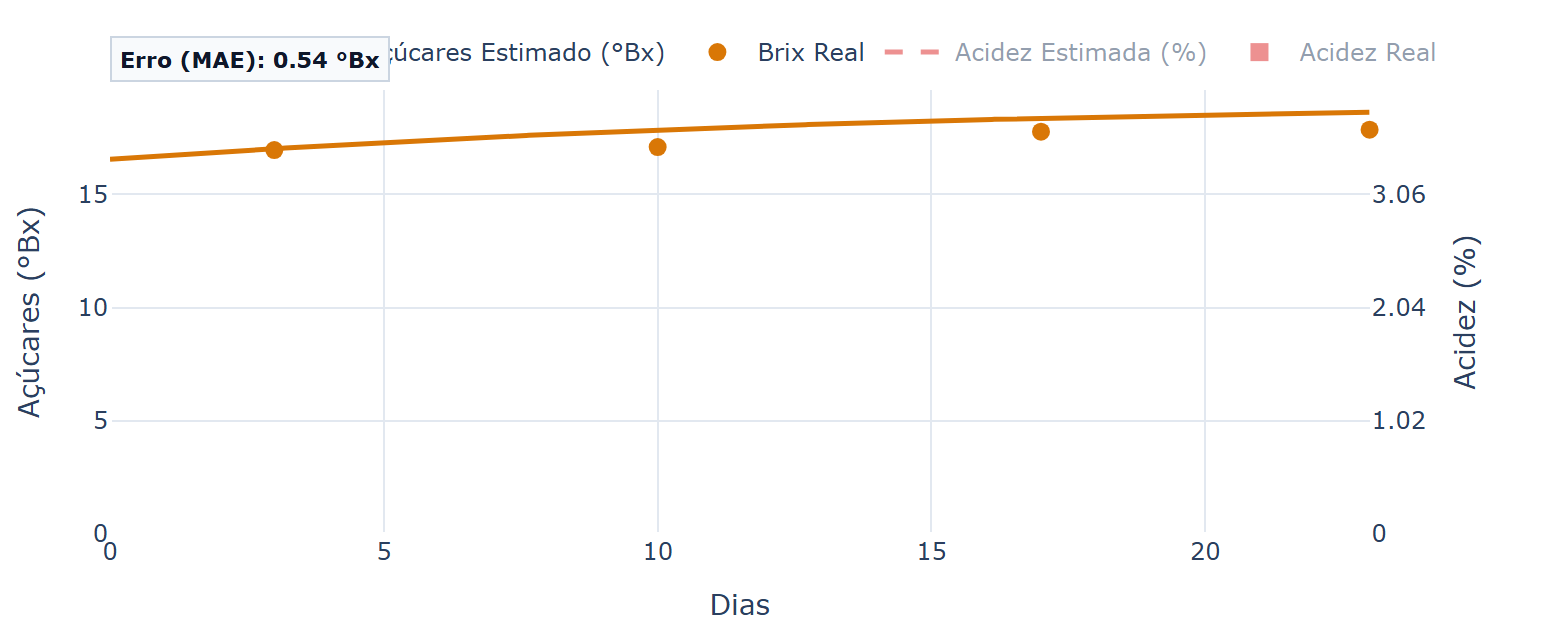 Erro (MAE): 0.54 °Bx
çúcares Estimado (°Bx)
Brix Real
Acidez Estimada (%)
Acidez Real
Açúcares (°Bx)
15
10
5
0
3.06
2.04
1.02
0
Acidez (%)
0
5
10
15
20
Dias